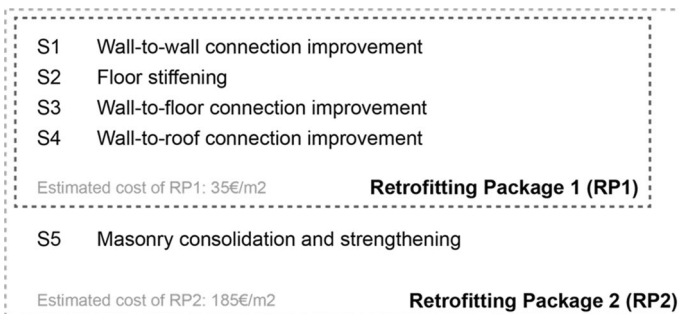 S1 Wall-to-wall connection improvement
S2 Floor stiffening
S3 Wall-to-floor connection improvement
S4 Wall-to-roof connection improvement
Estimated cost of RP1: 35€/m2 Retrofitting Package 1 (RP1)
S5 Masonry consolidation and strengthening
Estimated cost of RP2: 185€/m2 Retrofitting Package 2 (RP2)